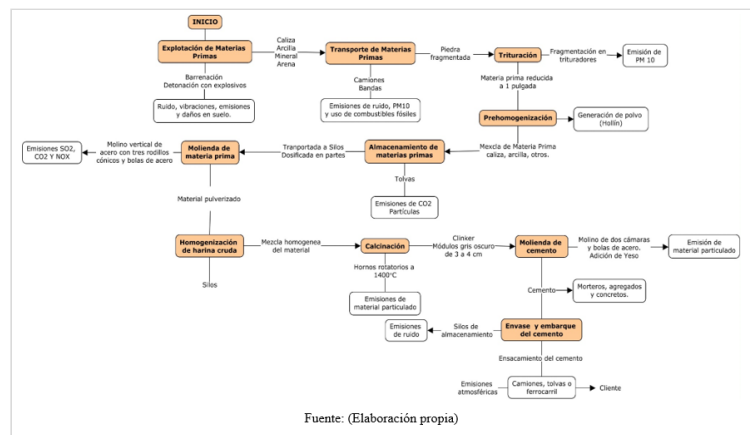 INICIO
Explotación de Materias
Primas
Caliza
Arcilla
Mineral
Arena
Transporte de Materias
Primas
Piedra
fragmentada
Trituración
Fragmentación en
trituradores
Emisión de
PM 10
Barrenación
Detonación con explosivos
Ruido, vibraciones, emisiones
y daños en suelo.
Camiones
Bandas
Emisiones de ruido, PM10
y uso de combustibles fósiles
Materia prima reducida
a 1 pulgada
Prehomogenización
Generación de polvo
(Hollín)
Mexcla de Materia Prima
caliza, arcilla, otros.
Almacenamiento de
materias primas
Tranportada a Silos
Dosificada en partes
Molienda de
materia prima
Molino vertical de
acero con tres rodillos
cónicos y bolas de acero
Emisiones SO2,
CO2 Y NOX
Tolvas
Emisiones de CO2
Partículas
Material pulverizado
Homogenización
de harina cruda
Mezcla homogenea
del material
Calcinación
Clinker
Módulos gris oscuro
de 3 a 4 cm
Molienda de
cemento
Molino de dos cámaras
y bolas de acero.
Adición de Yeso
Emisión de
material particulado
Silos
Hornos rotatorios a
1400°C
Emisiones de
material particulado
Cemento
Morteros, agregados
y concretos.
Envase y embarque
del cemento
Silos de
almacenamiento
Emisiones
de ruido
Ensacamiento del cemento
Emisiones
atmosféricas
Camiones, tolvas o
ferrocarril
Cliente
Fuente: (Elaboración propia)